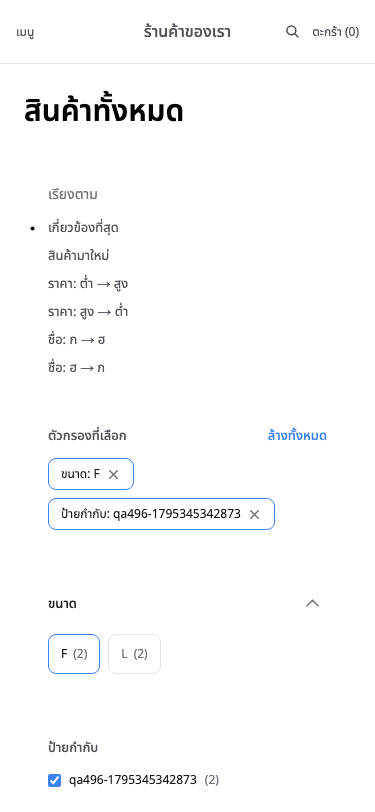 เมนู
ร้านค้าของเรา
ตะกร้า (0)
สินค้าทั้งหมด
เรียงตาม
เกี่ยวข้องที่สุด
สินค้ามาใหม่
ราคา: ต่ำ → สูง
ราคา: สูง → ต่ำ
ชื่อ: ก → ฮ
ชื่อ: ฮ → ก
ตัวกรองที่เลือก
ล้างทั้งหมด
ขนาด: F
ป้ายกำกับ: qa496-1795345342873
ขนาด
F (2)
L (2)
ป้ายกำกับ
qa496-1795345342873 (2)